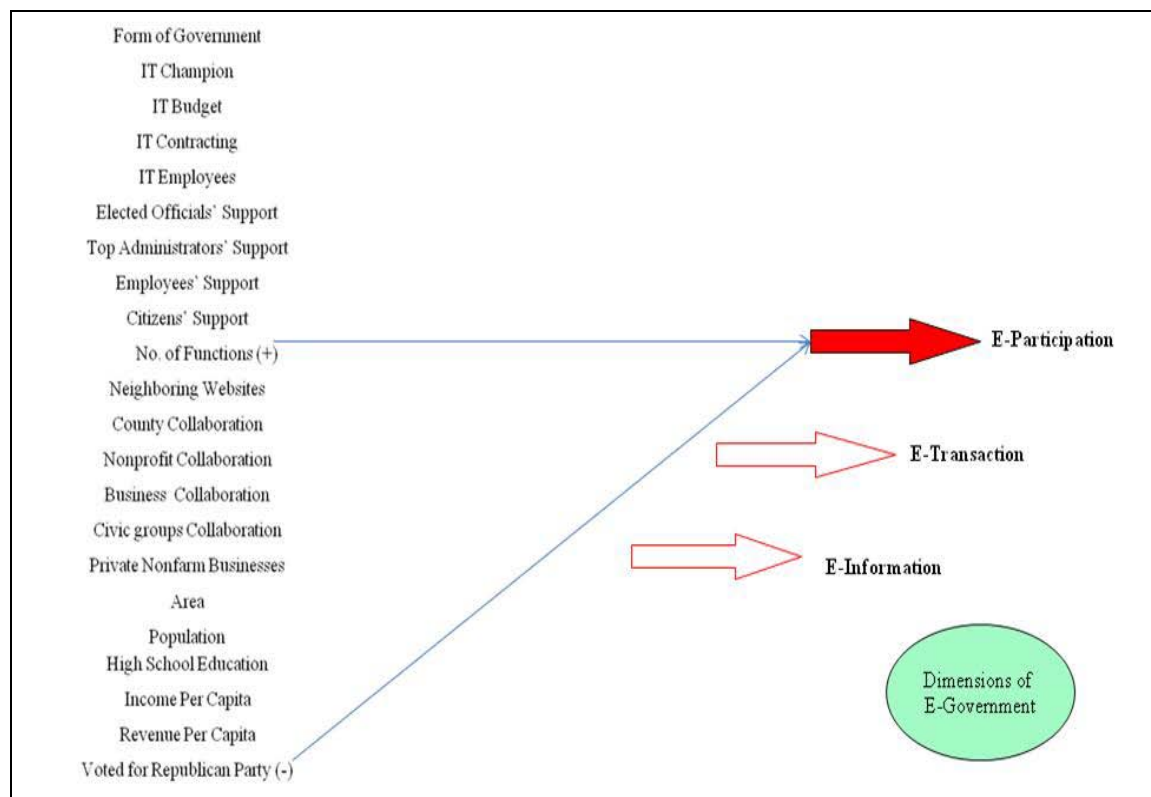 Form of Government
IT Champion
IT Budget
IT Contracting
IT Employees
Elected Officials' Support
Top Administrators' Support
Employees' Support
Citizens' Support
No. of Functions (+)
Neighboring Websites
County Collaboration
Nonprofit Collaboration
Business Collaboration
Civic groups Collaboration
Private Nonfarm Businesses
Area
Population
High School Education
Income Per Capita
Revenue Per Capita
Voted for Republican Party (-)
E-Participation
E-Transaction
E-Information
Dimensions of
E-Government